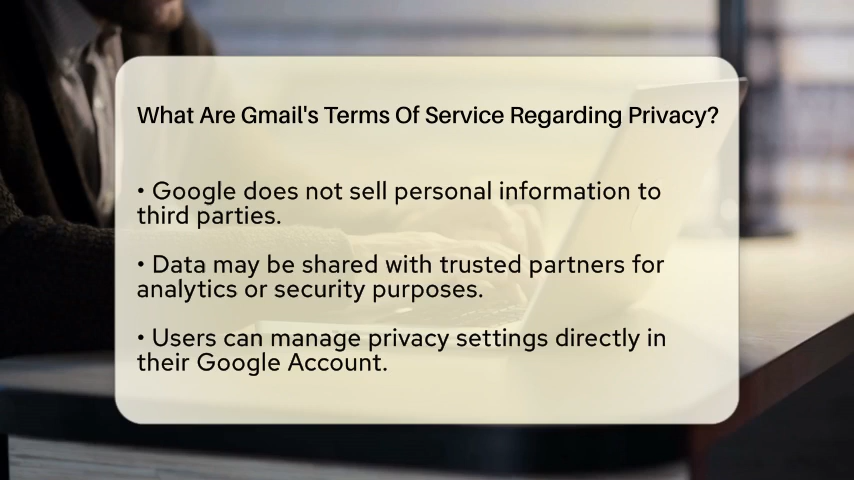 What Are Gmail's Terms Of Service Regarding Privacy?
• Google does not sell personal information to
third parties.
• Data may be shared with trusted partners for
analytics or security purposes.
• Users can manage privacy settings directly in
their Google Account.